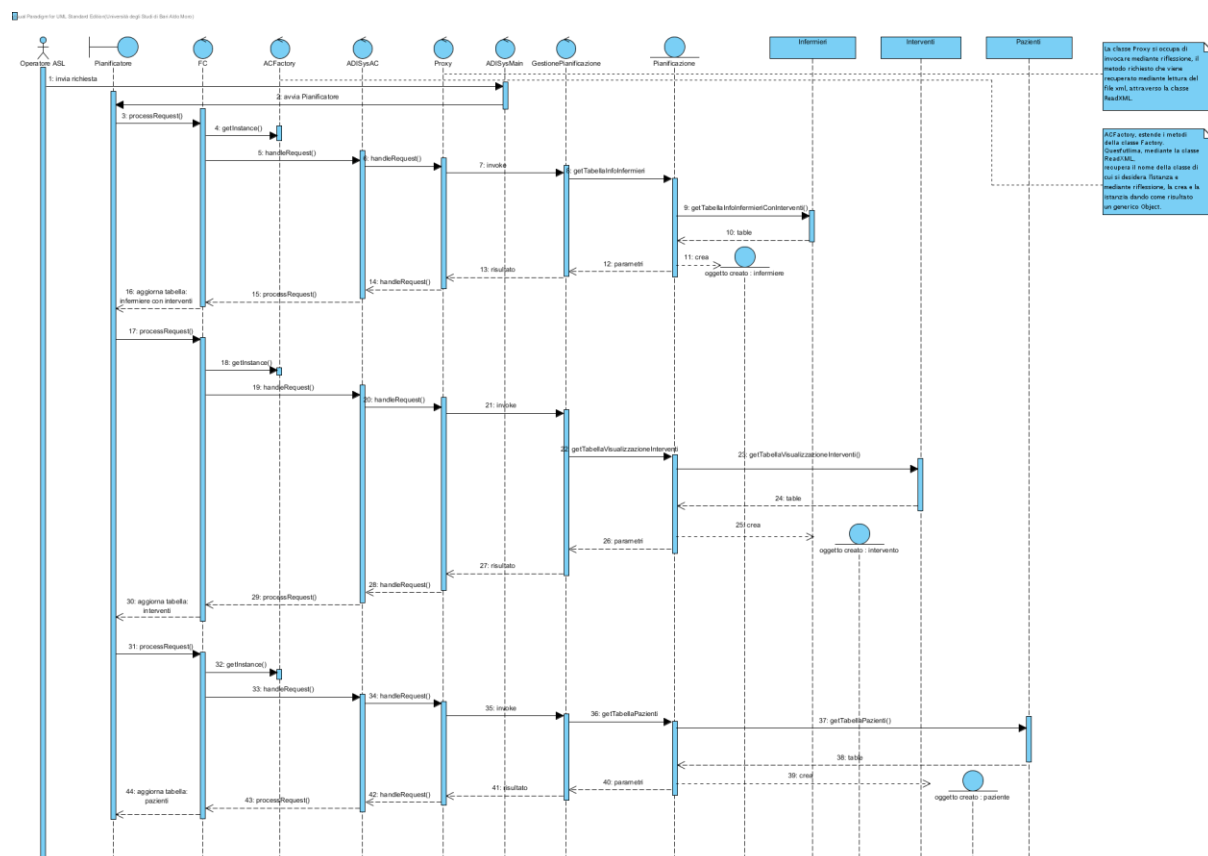 Visual Paradigm for UML Standard Edition(Università degli Studi di Bari Aldo Moro)
Operatore ASL
Pianificatore
FC
ACFactory
ADISysAC
Proxy
ADISysMain
GestionePianificazione
Pianificazione
Infermieri
Interventi
Pazienti
La classe Proxy si occupa di
invocare mediante riflessione, il
metodo richiesto che viene
recuperato mediante lettura del
file xml, attraverso la classe
ReadXML.
ACFactory, estende i metodi
della classe Factory.
Quest'ultima, mediante la classe
ReadXML,
recupera il nome della classe di
cui si desidera l'istanza e
mediante riflessione, la crea e la
istanzia dando come risultato
un generico Object.
1: invia richiesta
2: avvia Pianificatore
3: processRequest()
4: getInstance()
5: handleRequest()
6: handleRequest()
7: invoke
8: getTabellaInfoInfermieri
9: getTabellaInfoInfermieriConInterventi()
10: table
11: crea
oggetto creato : infermiere
12: parametri
13: risultato
14: handleRequest()
15: processRequest()
16: aggiorna tabella:
infermiere con interventi
17: processRequest()
18: getInstance()
19: handleRequest()
20: handleRequest()
21: invoke
22: getTabellaVisualizzazioneInterventi
23: getTabellaVisualizzazioneInterventi()
24: table
25: crea
oggetto creato : intervento
26: parametri
27: risultato
28: handleRequest()
29: processRequest()
30: aggiorna tabella:
interventi
31: processRequest()
32: getInstance()
33: handleRequest()
34: handleRequest()
35: invoke
36: getTabellaPazienti
37: getTabellaPazienti()
38: table
39: crea
oggetto creato : paziente
40: parametri
41: risultato
42: handleRequest()
43: processRequest()
44: aggiorna tabella:
pazienti